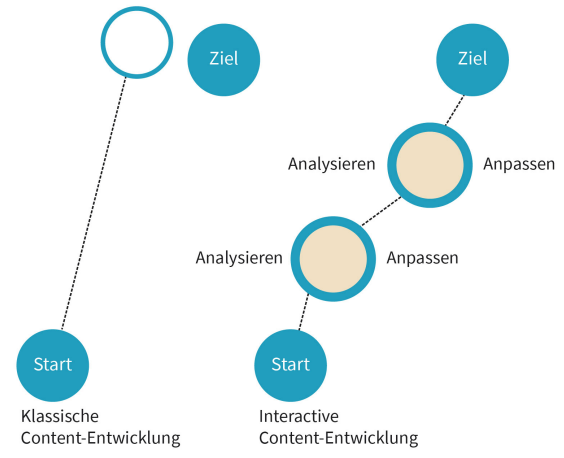 Ziel
Ziel
Analysieren
Anpassen
Analysieren
Anpassen
Start
Start
Klassische
Content-Entwicklung
Interactive
Content-Entwicklung